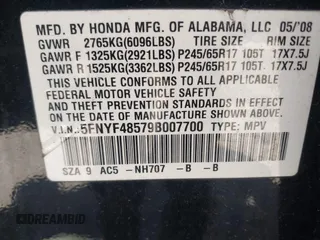 MFD. BY HONDA MFG. OF ALABAMA, LLC 05/'08
GVWR 2765KG(6096LBS) TIRE SIZE RIM SIZE
GAWR F 1325KG(2921LBS) P245/65R17 105T 17X7.5J
GAWR R 1525KG(3362LBS) P245/65R17 105T 17X7.5J
THIS VEHICLE CONFORMS TO ALL APPLICABLE
FEDERAL MOTOR VEHICLE SAFETY STANDARDS
IN EFFECT ON THE DATE OF MANUFACTURE
SHOWN ABOVE.
V.I.N.: 5FNYF48579B007700 TYPE: MPV
SZA 9 AC5 -NH707 -B -B
© DREAMBID